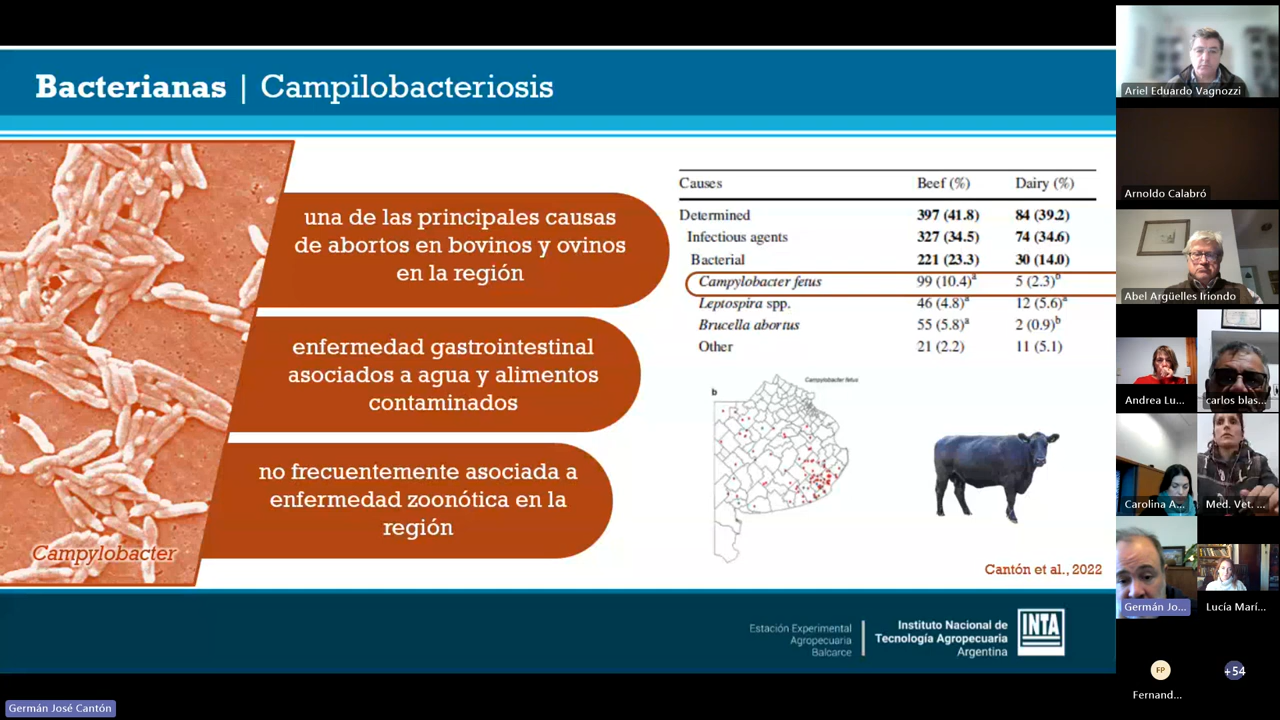 Bacterianas | Campilobacteriosis
una de las principales causas
de abortos en bovinos y ovinos
en la región
enfermedad gastrointestinal
asociados a agua y alimentos
contaminados
no frecuentemente asociada a
enfermedad zoonótica en la
región
Campylobacter
Causes Beef (%) Dairy (%)
Determined 397 (41.8) 84 (39.2)
Infectious agents 327 (34.5) 74 (34.6)
Bacterial 221 (23.3) 30 (14.0)
Campylobacter fetus 99 (10.4)a 5 (2.3)b
Leptospira spp. 46 (4.8)a 12 (5.6)a
Brucella abortus 55 (5.8)a 2 (0.9)b
Other 21 (2.2) 11 (5.1)
b
Campylobacter fetus
Cantón et al., 2022
Estación Experimental
Agropecuaria
Balcarce
Instituto Nacional de
Tecnología Agropecuaria
Argentina
INTA
Germán José Cantón
Ariel Eduardo Vagnozzi
Arnoldo Calabró
Abel Argüelles Iriondo
Andrea Lu...
carlos blas...
Carolina A...
Med. Vet. ...
Germán Jo...
Lucía Marí...
FP
Fernand...
+54